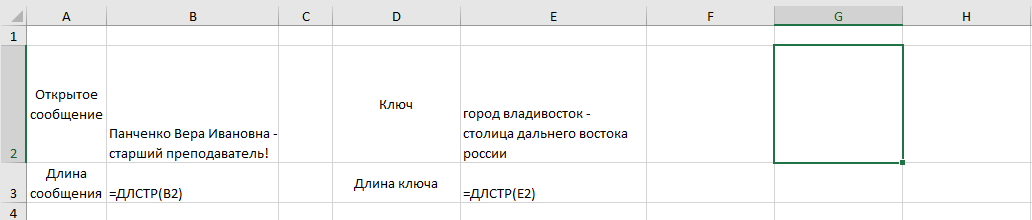 A B C D E F G H
1
Открытое
сообщение
Ключ
Панченко Вера Ивановна -
старший преподаватель!
город владивосток -
столица дальнего востока
россии
2
Длина
сообщения
=ДЛСТР(B2)
Длина ключа
=ДЛСТР(E2)
3
4